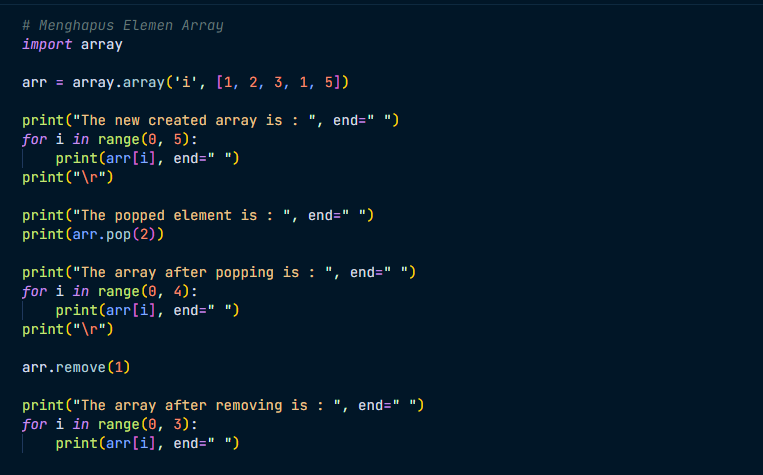 # Menghapus Elemen Array
import array
arr = array.array('i', [1, 2, 3, 1, 5])
print("The new created array is : ", end=" ")
for i in range(0, 5):
    print(arr[i], end=" ")
print("\r")
print("The popped element is : ", end=" ")
print(arr.pop(2))
print("The array after popping is : ", end=" ")
for i in range(0, 4):
    print(arr[i], end=" ")
print("\r")
arr.remove(1)
print("The array after removing is : ", end=" ")
for i in range(0, 3):
    print(arr[i], end=" ")